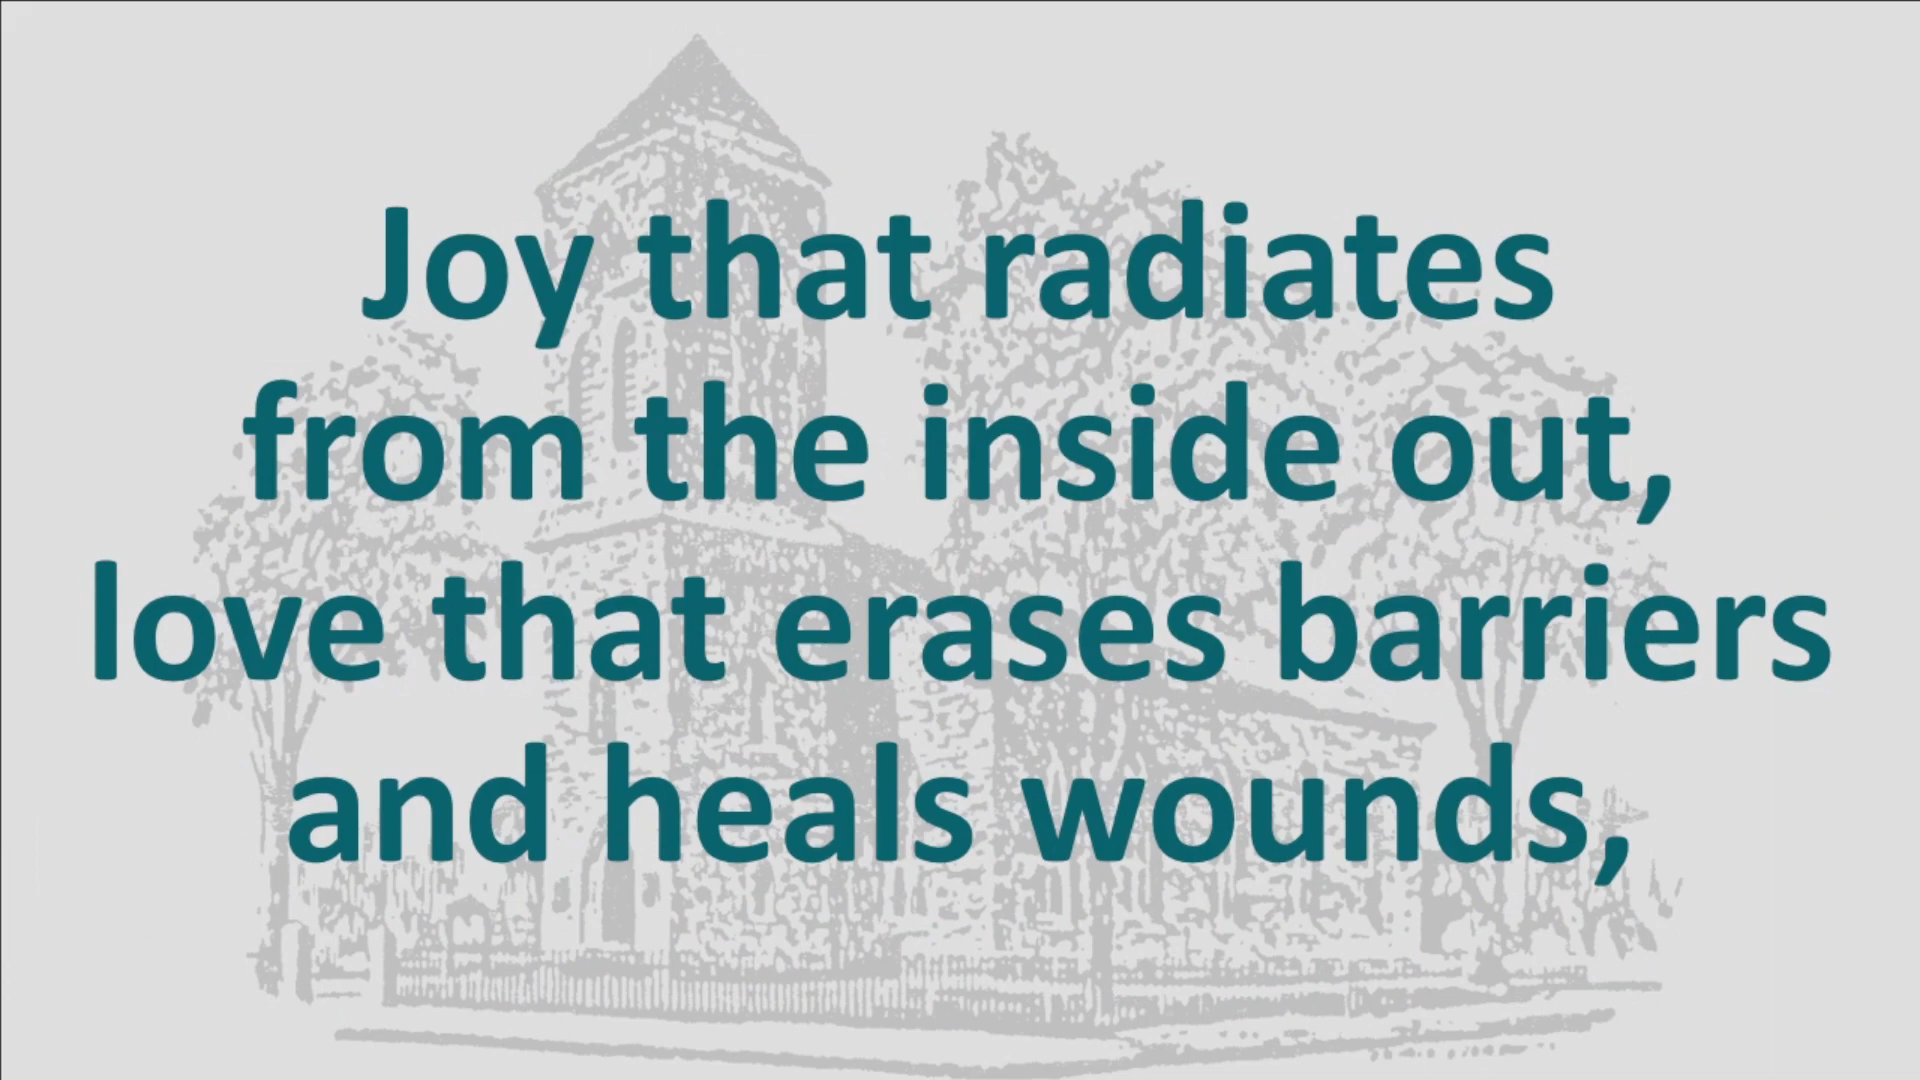 Joy that radiates
from the inside out,
love that erases barriers
and heals wounds,